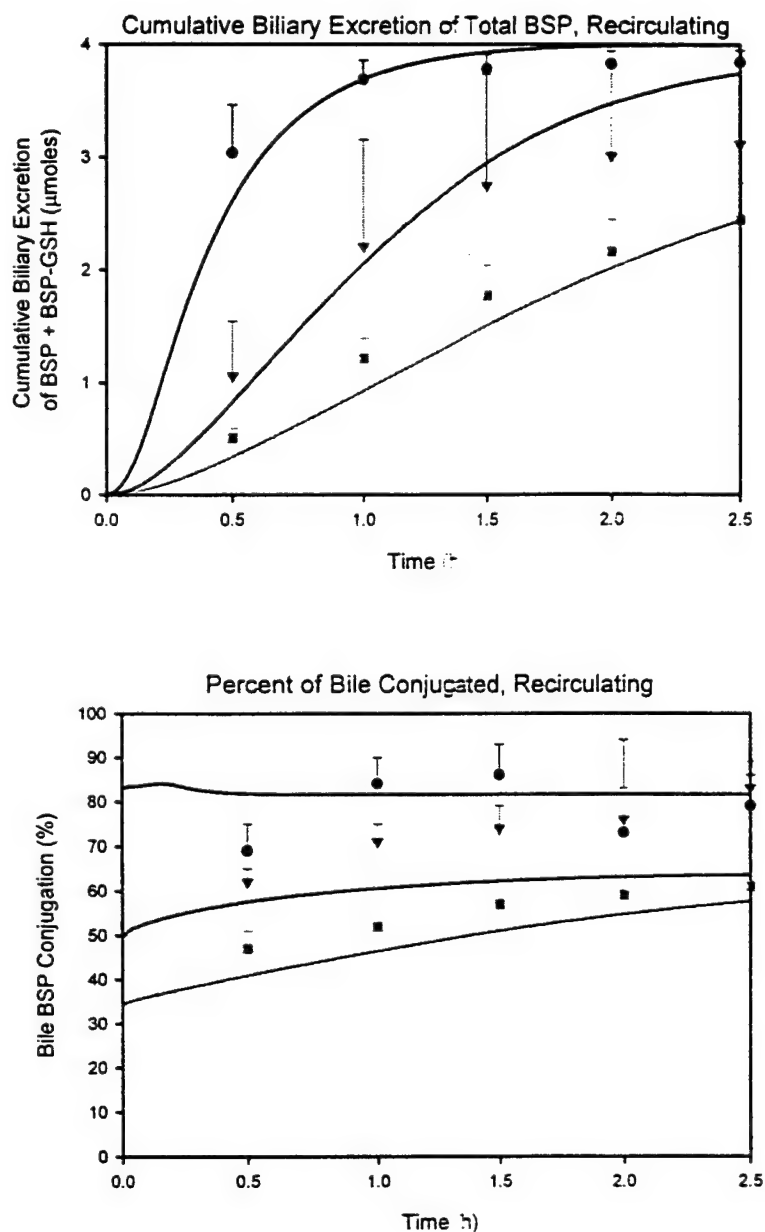 Cumulative Biliary Excretion of Total BSP, Recirculating
Cumulative Biliary Excretion
of BSP + BSP-GSH (µmoles)
4
3
2
1
0
0.0 0.5 1.0 1.5 2.0 2.5
Time
Percent of Bile Conjugated, Recirculating
Bile BSP Conjugation (%)
100
90
80
70
60
50
40
30
20
10
0
0.0 0.5 1.0 1.5 2.0 2.5
Time h)